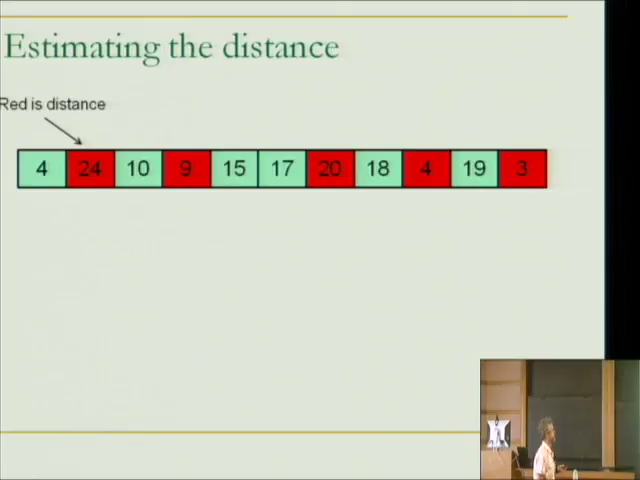 Estimating the distance
Red is distance
4 24 10 9 15 17 20 18 4 19 3